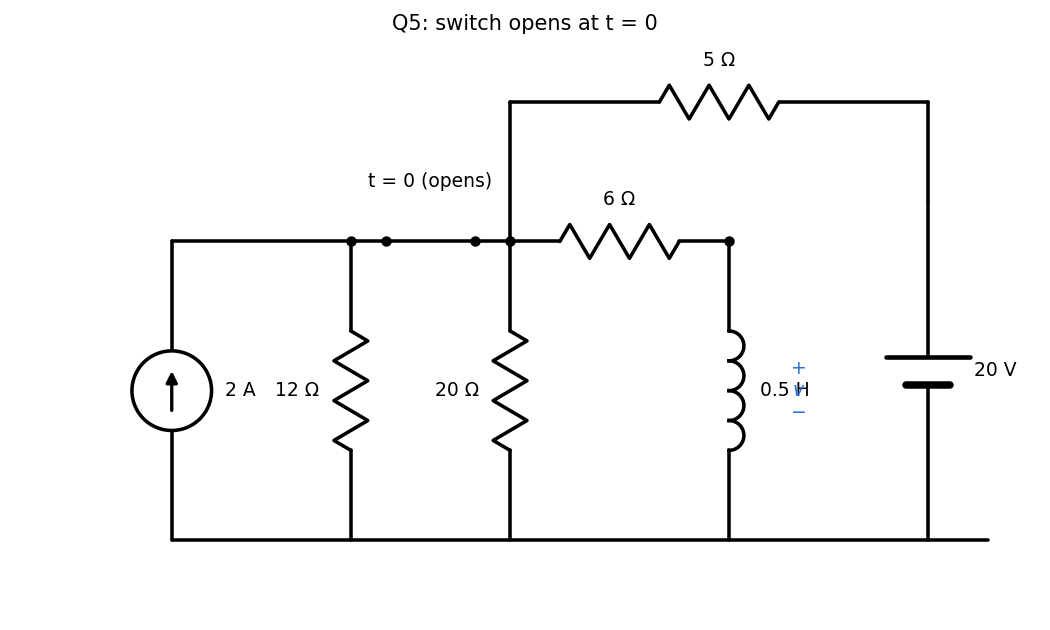 Q5: switch opens at t = 0
5 Ω
t = 0 (opens)
6 Ω
2 A
12 Ω
20 Ω
0.5 H
+
v
−
20 V